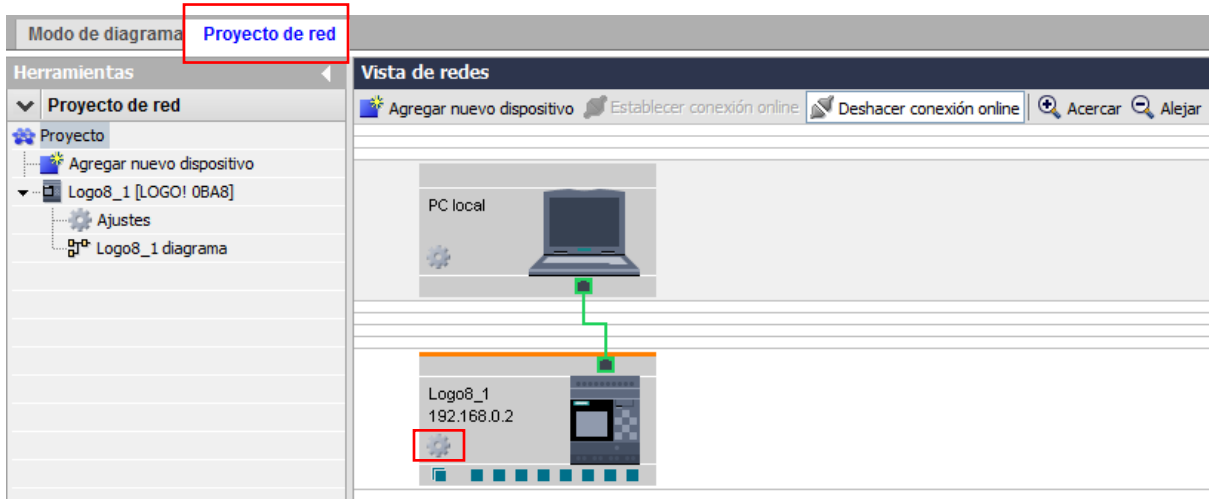 Modo de diagrama Proyecto de red
Herramientas
Vista de redes
Proyecto de red
Agregar nuevo dispositivo Establecer conexión online Deshacer conexión online Acercar Alejar
Proyecto
Agregar nuevo dispositivo
Logo8_1 [LOGO! 0BA8]
Ajustes
Logo8_1 diagrama
PC local
Logo8_1
192.168.0.2